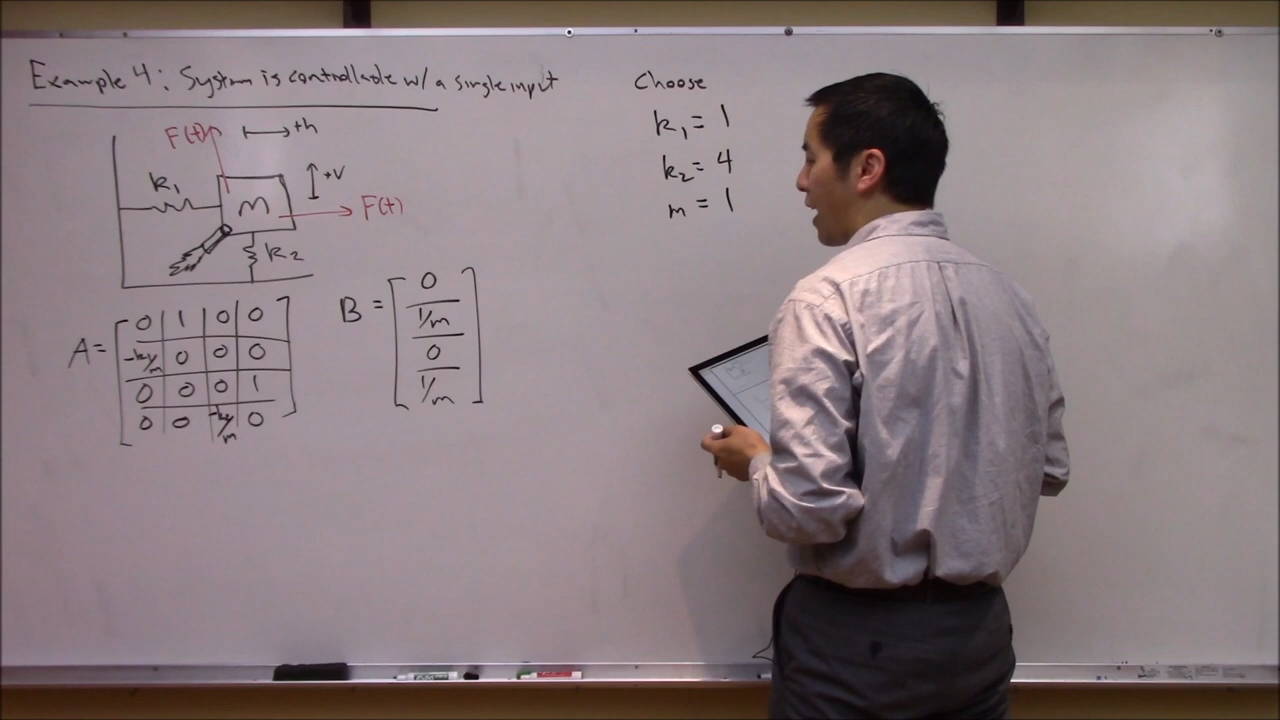 Example 4: System is controllable w/ a single input
F(t)
+h
+v
k₁
m
F(t)
k₂
A = [ 0 1 0 0
-k₁/m 0 0 0
0 0 0 1
0 0 -k₂/m 0 ]
B = [ 0
1/m
0
1/m ]
Choose
k₁ = 1
k₂ = 4
m = 1